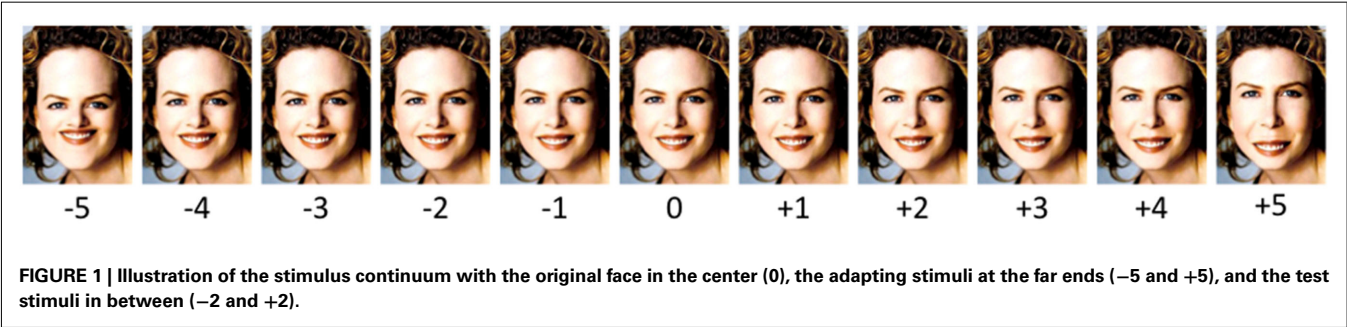 -5 -4 -3 -2 -1 0 +1 +2 +3 +4 +5
FIGURE 1 | Illustration of the stimulus continuum with the original face in the center (0), the adapting stimuli at the far ends (−5 and +5), and the test
stimuli in between (−2 and +2).